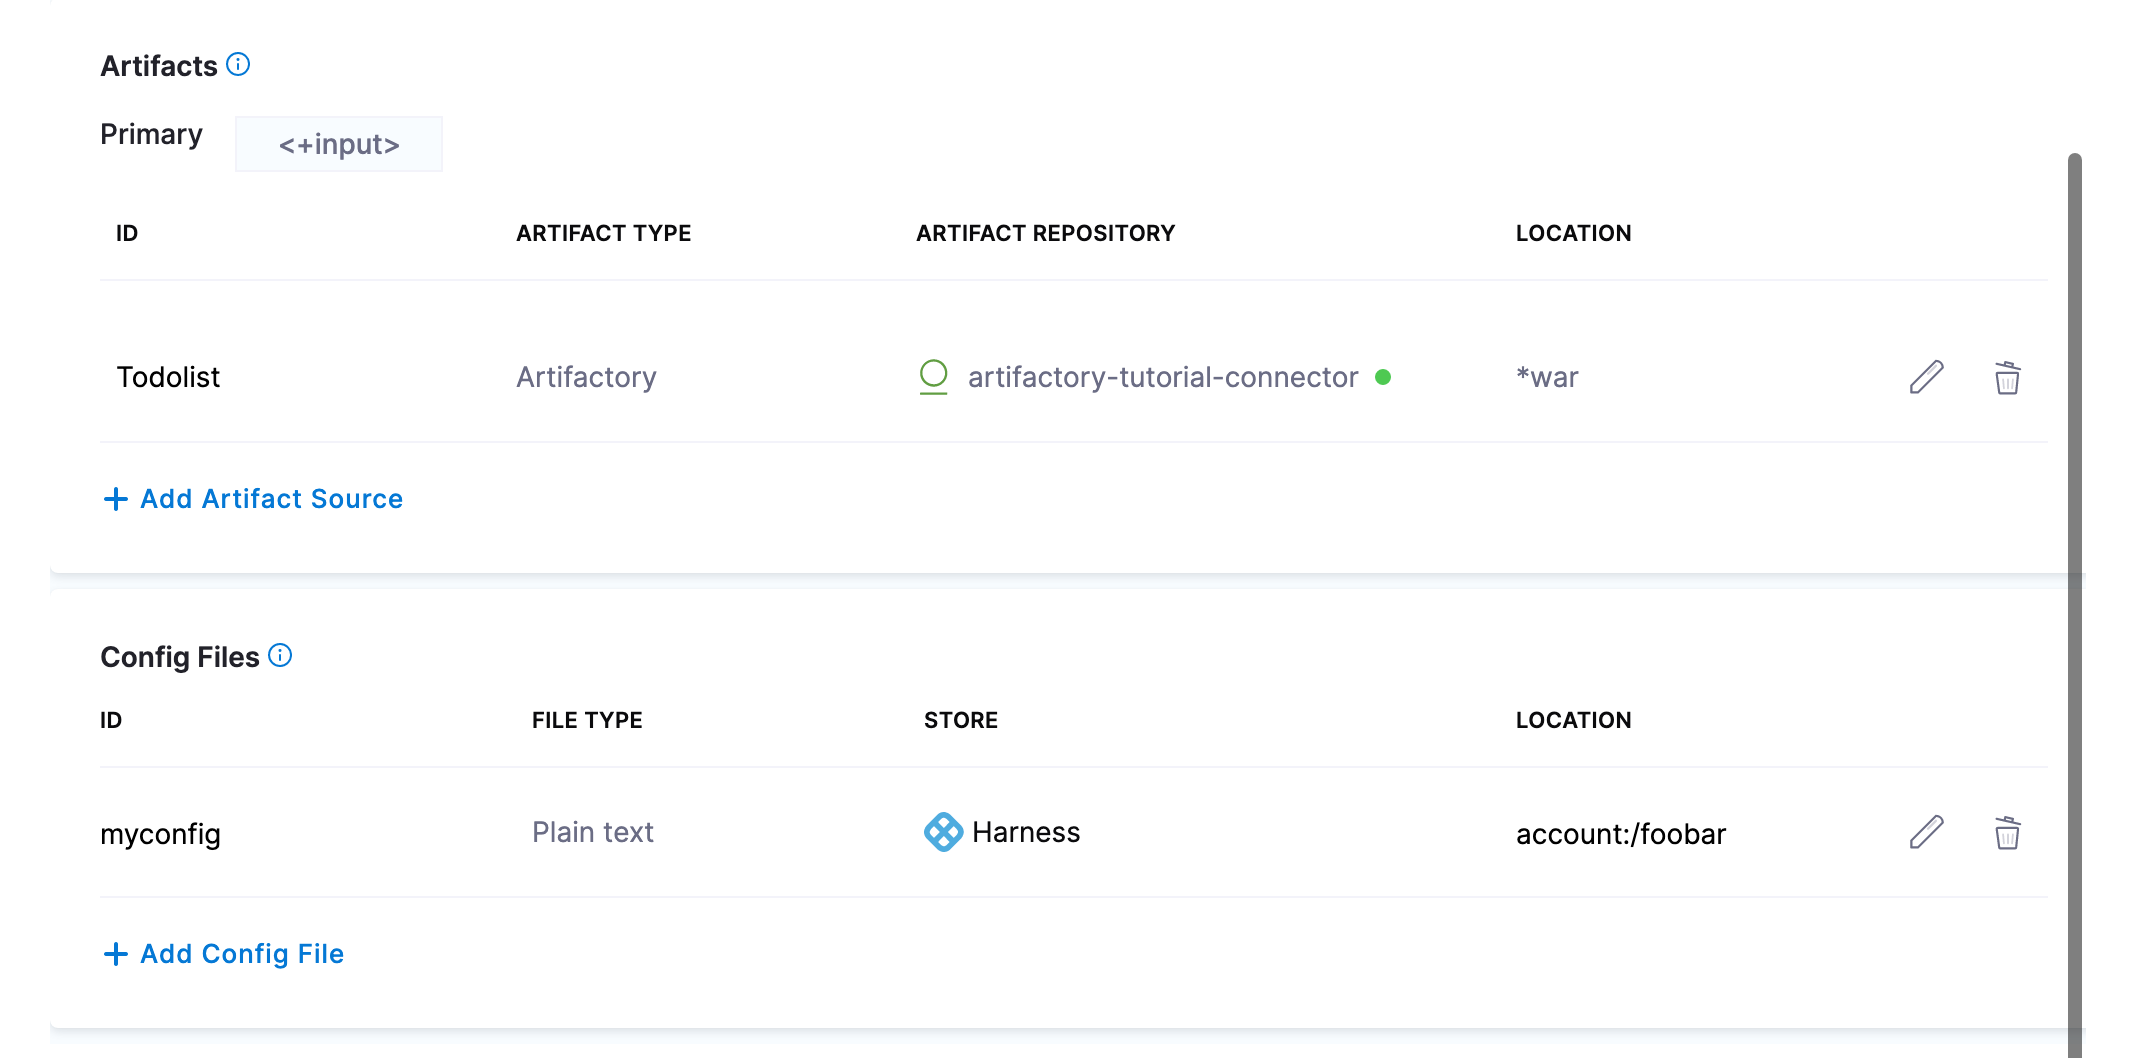 Artifacts
Primary <+input>
ID ARTIFACT TYPE ARTIFACT REPOSITORY LOCATION
Todolist Artifactory artifactory-tutorial-connector *war
+ Add Artifact Source
Config Files
ID FILE TYPE STORE LOCATION
myconfig Plain text Harness account:/foobar
+ Add Config File